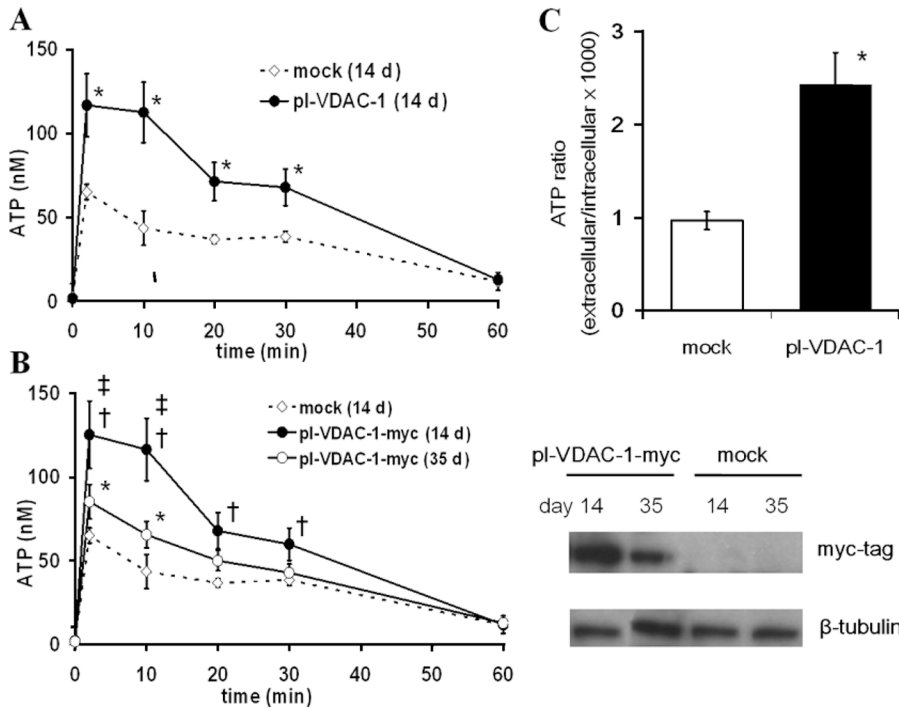 A
150
100
50
0
ATP (nM)
mock (14 d)
pl-VDAC-1 (14 d)
*
*
*
*
0 10 20 30 40 50 60
time (min)
B
150
100
50
0
ATP (nM)
mock (14 d)
pl-VDAC-1-myc (14 d)
pl-VDAC-1-myc (35 d)
‡ ‡
† †
† †
* *
0 10 20 30 40 50 60
time (min)
C
3
2
1
0
ATP ratio
(extracellular/intracellular x 1000)
*
mock pl-VDAC-1
pl-VDAC-1-myc mock
day 14 35 14 35
myc-tag
β-tubulin